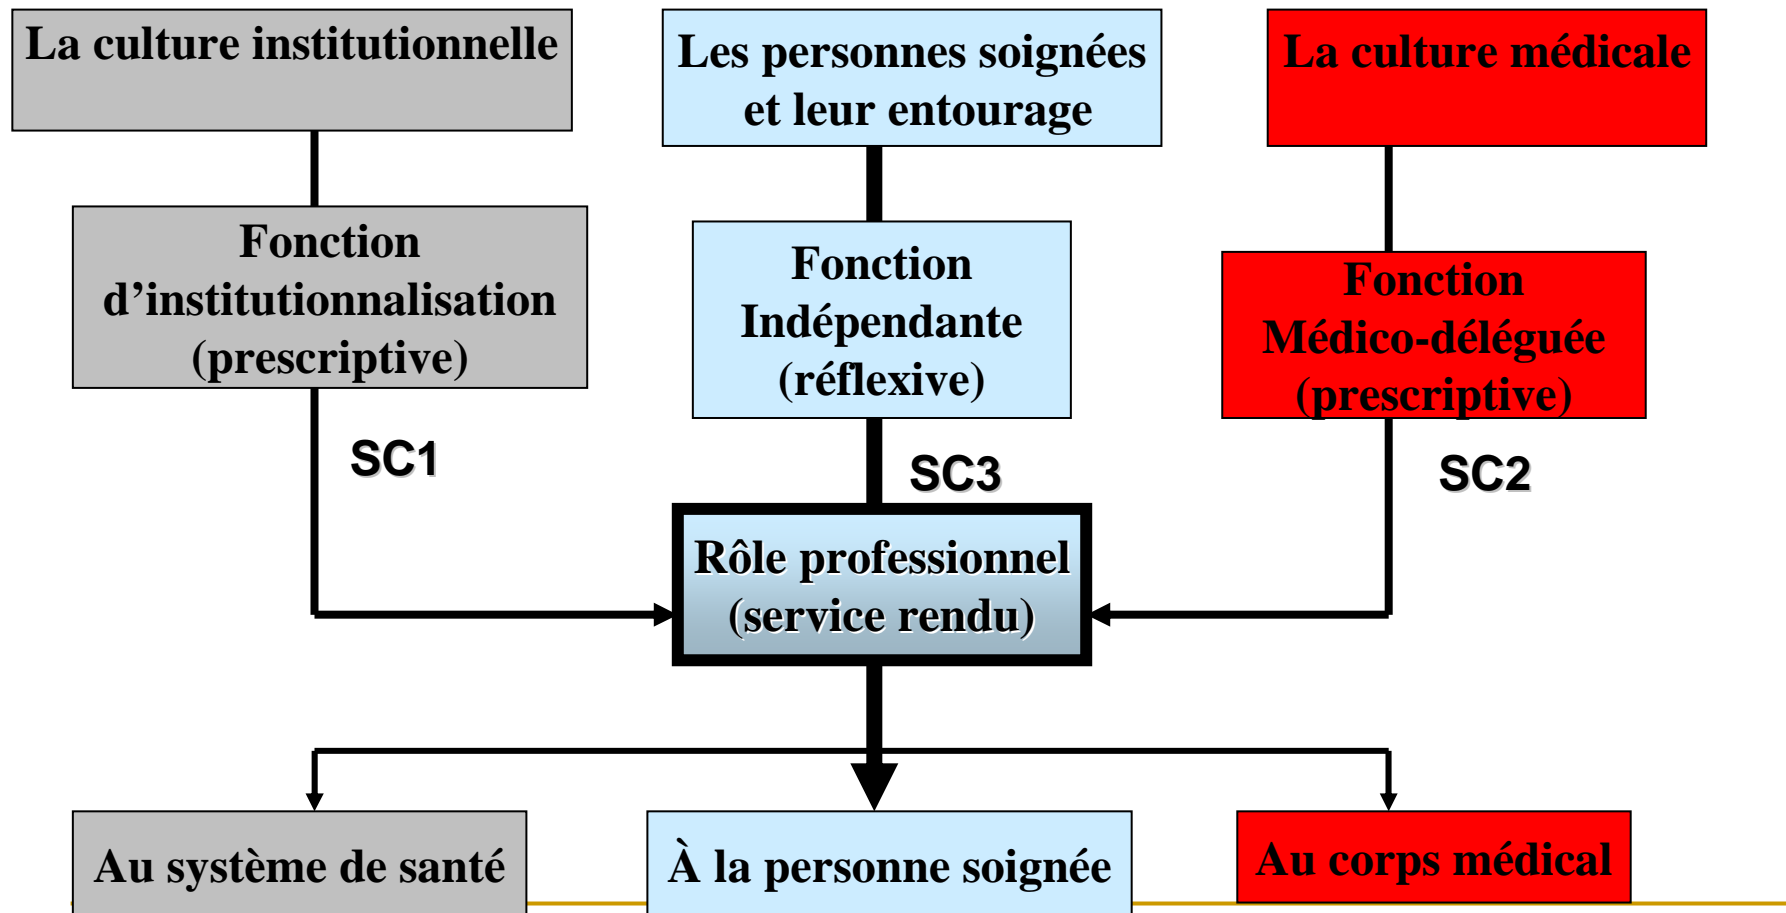 La culture institutionnelle
Les personnes soignées
et leur entourage
La culture médicale
Fonction
d’institutionnalisation
(prescriptive)
Fonction
Indépendante
(réflexive)
Fonction
Médico-déléguée
(prescriptive)
SC1
SC3
SC2
Rôle professionnel
(service rendu)
Au système de santé
À la personne soignée
Au corps médical